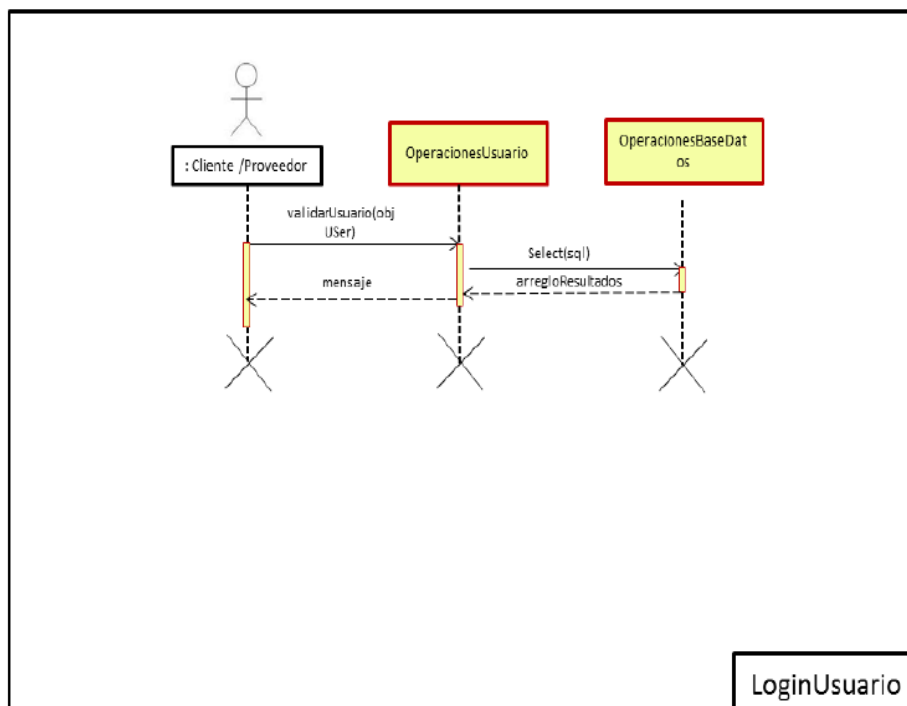 : Cliente /Proveedor
OperacionesUsuario
OperacionesBaseDat
os
validarUsuario(obj
USer)
Select(sql)
arregloResultados
mensaje
LoginUsuario